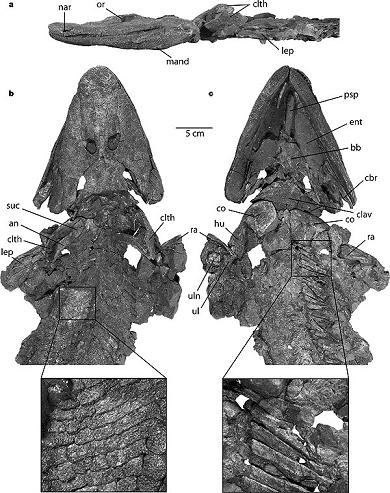 a
or
nar
clth
lep
mand
b
c
5 cm
psp
ent
bb
cbr
suc
an
clth
lep
clth
ra
co
hu
uln
ul
clav
co
ra